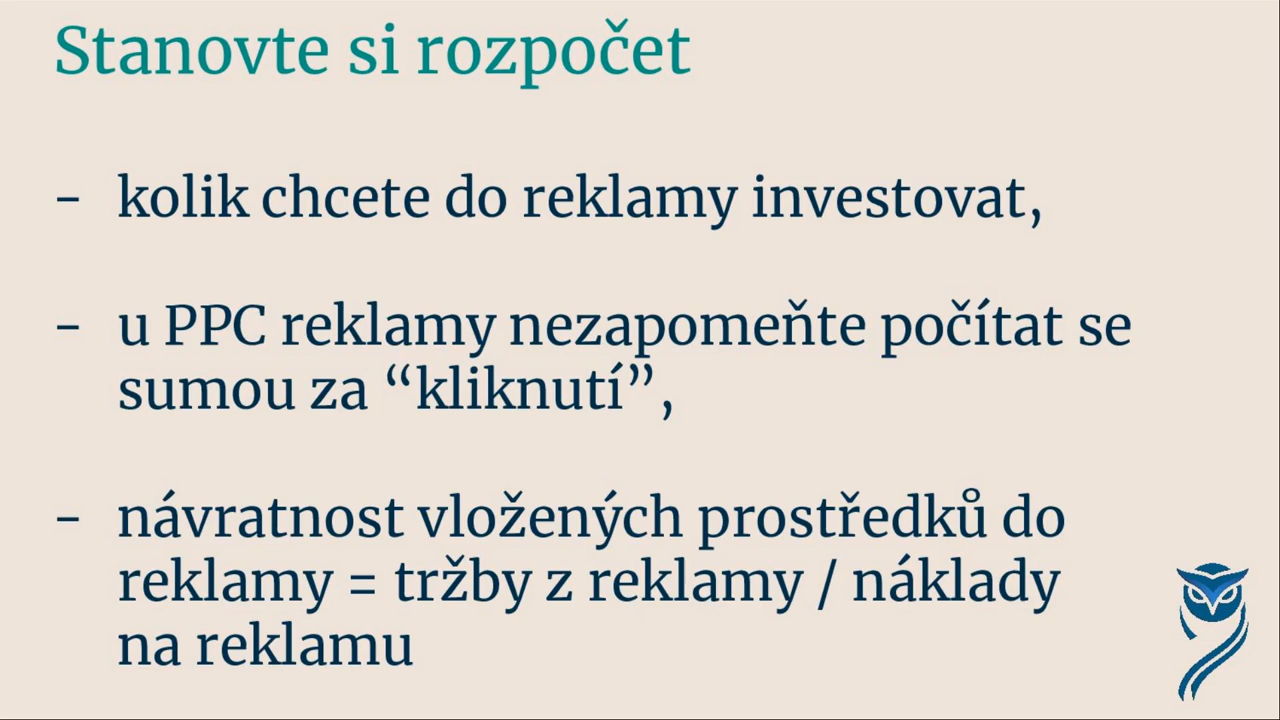 Stanovte si rozpočet
- kolik chcete do reklamy investovat,
- u PPC reklamy nezapomeňte počítat se
sumou za “kliknutí”,
- návratnost vložených prostředků do
reklamy = tržby z reklamy / náklady
na reklamu